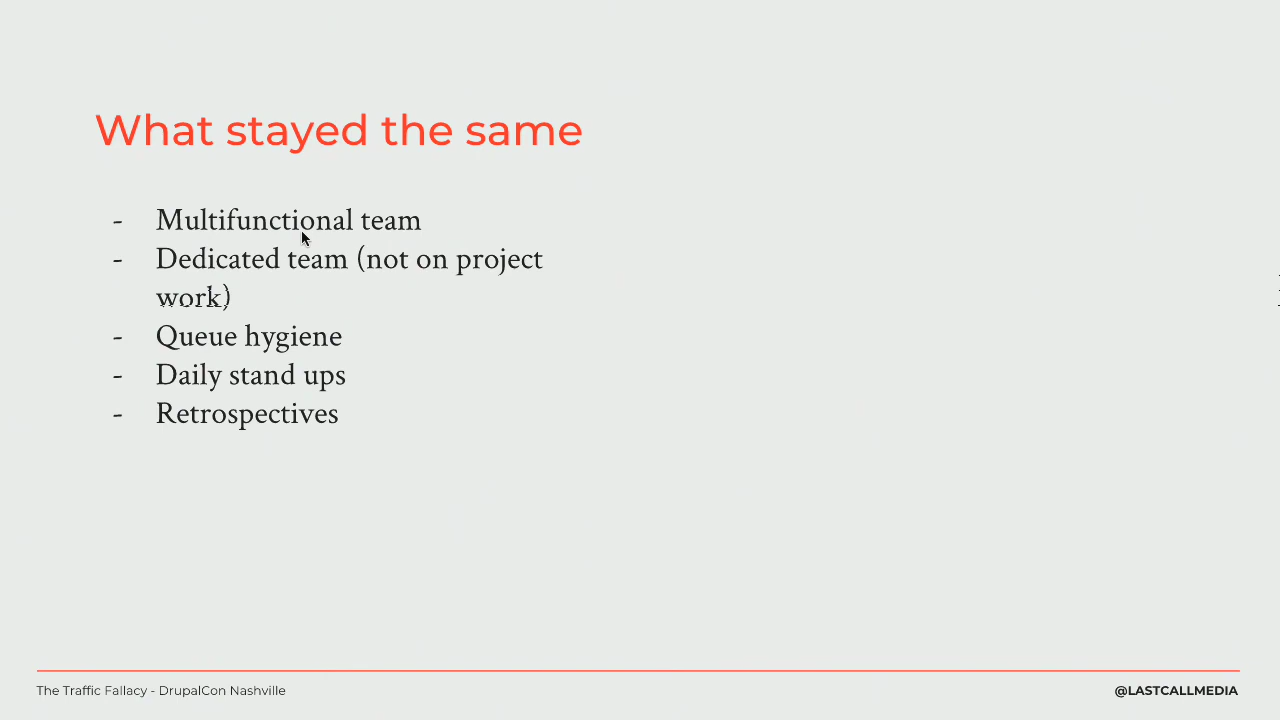 What stayed the same
- Multifunctional team
- Dedicated team (not on project
work)
- Queue hygiene
- Daily stand ups
- Retrospectives
The Traffic Fallacy - DrupalCon Nashville
@LASTCALLMEDIA